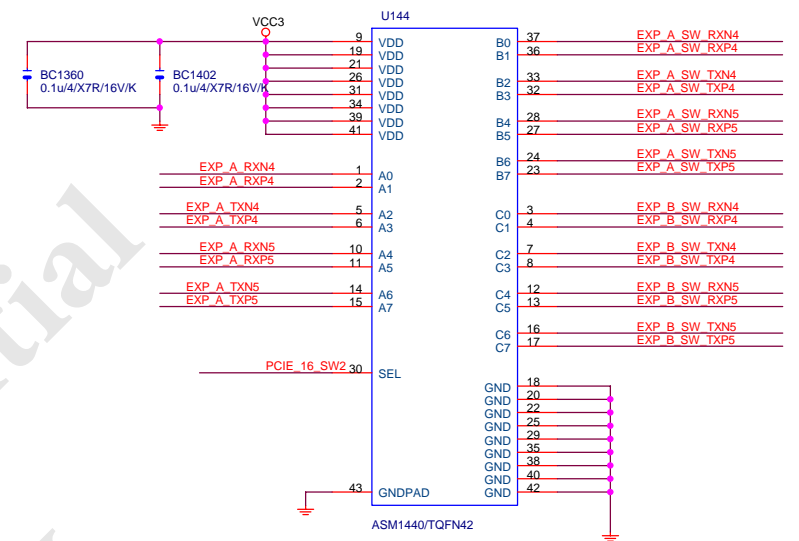 VCC3
U144
BC1360
0.1u/4/X7R/16V/K
BC1402
0.1u/4/X7R/16V/K
9 VDD
19 VDD
21 VDD
26 VDD
31 VDD
34 VDD
39 VDD
41 VDD
EXP_A_RXN4 1 A0
EXP_A_RXP4 2 A1
EXP_A_TXN4 5 A2
EXP_A_TXP4 6 A3
EXP_A_RXN5 10 A4
EXP_A_RXP5 11 A5
EXP_A_TXN5 14 A6
EXP_A_TXP5 15 A7
PCIE_16_SW2 30 SEL
43 GNDPAD
B0 37 EXP_A_SW_RXN4
B1 36 EXP_A_SW_RXP4
B2 33 EXP_A_SW_TXN4
B3 32 EXP_A_SW_TXP4
B4 28 EXP_A_SW_RXN5
B5 27 EXP_A_SW_RXP5
B6 24 EXP_A_SW_TXN5
B7 23 EXP_A_SW_TXP5
C0 3 EXP_B_SW_RXN4
C1 4 EXP_B_SW_RXP4
C2 7 EXP_B_SW_TXN4
C3 8 EXP_B_SW_TXP4
C4 12 EXP_B_SW_RXN5
C5 13 EXP_B_SW_RXP5
C6 16 EXP_B_SW_TXN5
C7 17 EXP_B_SW_TXP5
GND 18
GND 20
GND 22
GND 25
GND 29
GND 35
GND 38
GND 40
GND 42
ASM1440/TQFN42
tial